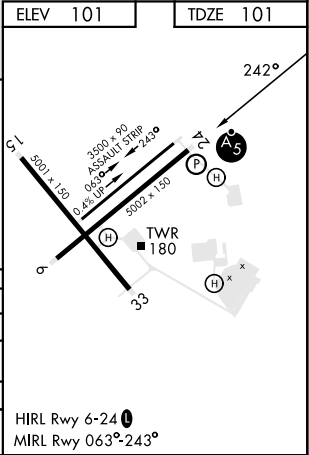 ELEV 101
TDZE 101
242°
3500 x 90
ASSAULT STRIP
063° 243°
0.4% UP
5002 x 150
5001 x 150
15
24
A5
P
H
H
TWR
180
H
x
x
6
33
HIRL Rwy 6-24 L
MIRL Rwy 063°-243°